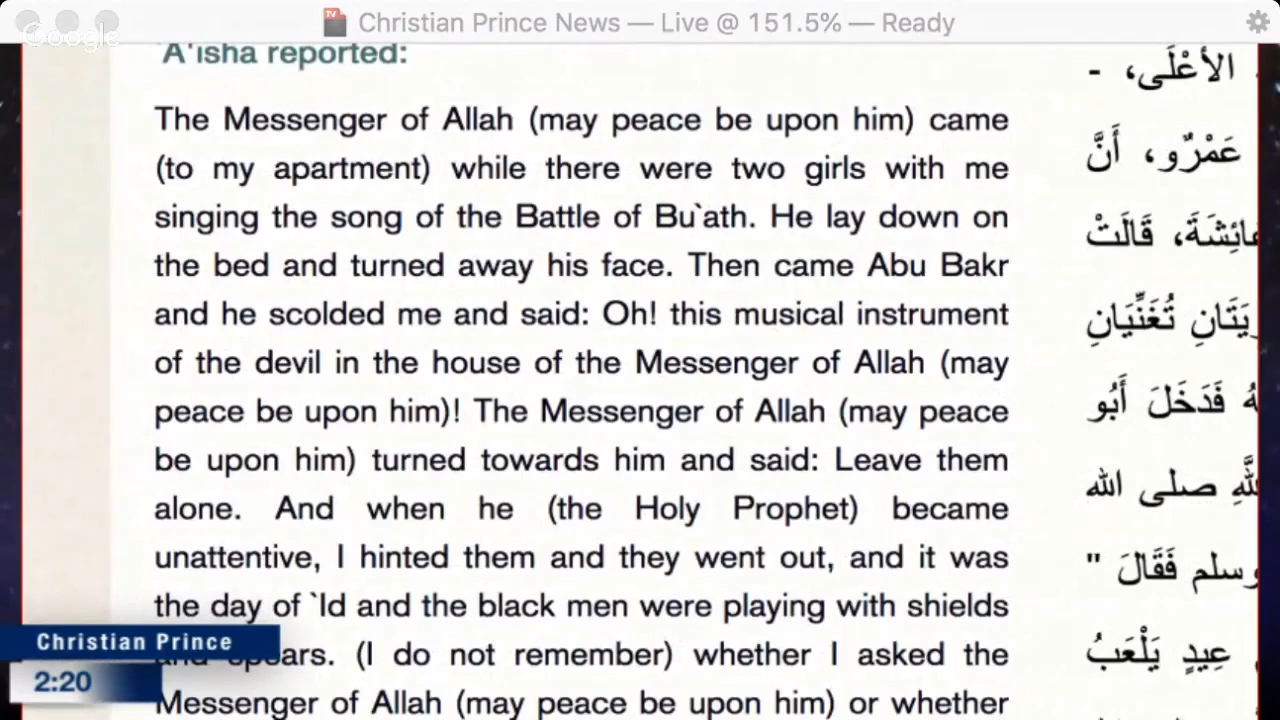 Christian Prince News — Live @ 151.5% — Ready
Google
A'isha reported:
The Messenger of Allah (may peace be upon him) came
(to my apartment) while there were two girls with me
singing the song of the Battle of Bu`ath. He lay down on
the bed and turned away his face. Then came Abu Bakr
and he scolded me and said: Oh! this musical instrument
of the devil in the house of the Messenger of Allah (may
peace be upon him)! The Messenger of Allah (may peace
be upon him) turned towards him and said: Leave them
alone. And when he (the Holy Prophet) became
unattentive, I hinted them and they went out, and it was
the day of `Id and the black men were playing with shields
and spears. (I do not remember) whether I asked the
Messenger of Allah (may peace be upon him) or whether
الأَعْلَى، -
عَمْرٌو، أَنَّ
عَائِشَةَ، قَالَتْ
يَتَانِ تُغَنِّيَانِ
هُ فَدَخَلَ أَبُو
للَّهِ صلى الله
وسلم فَقَالَ "
عِيدٍ يَلْعَبُ
Christian Prince
2:20